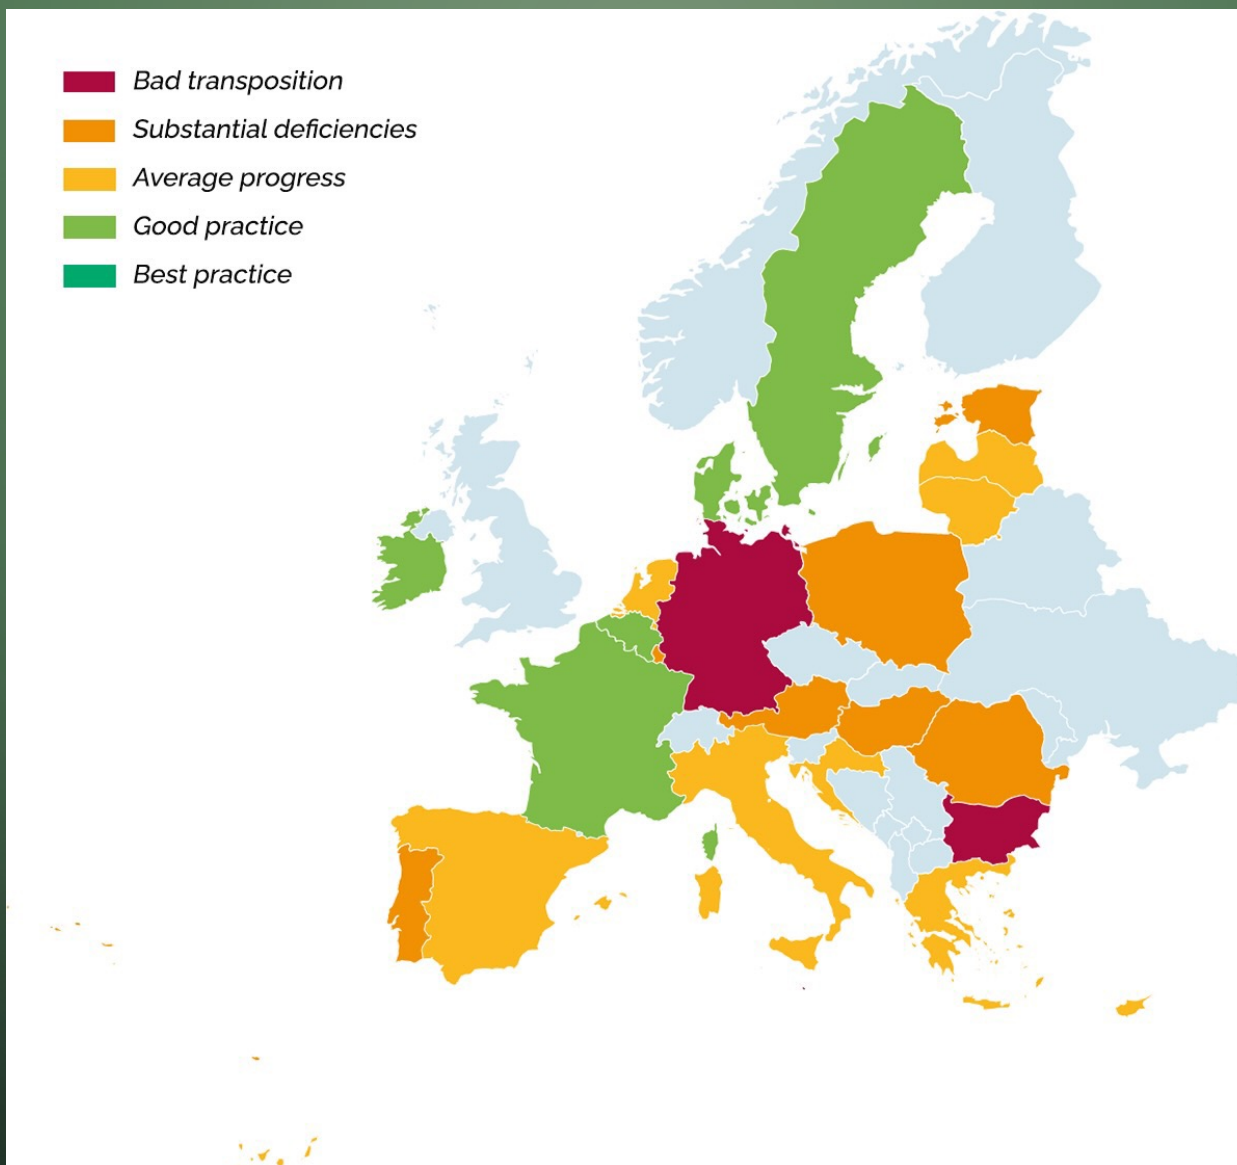 Bad transposition
Substantial deficiencies
Average progress
Good practice
Best practice